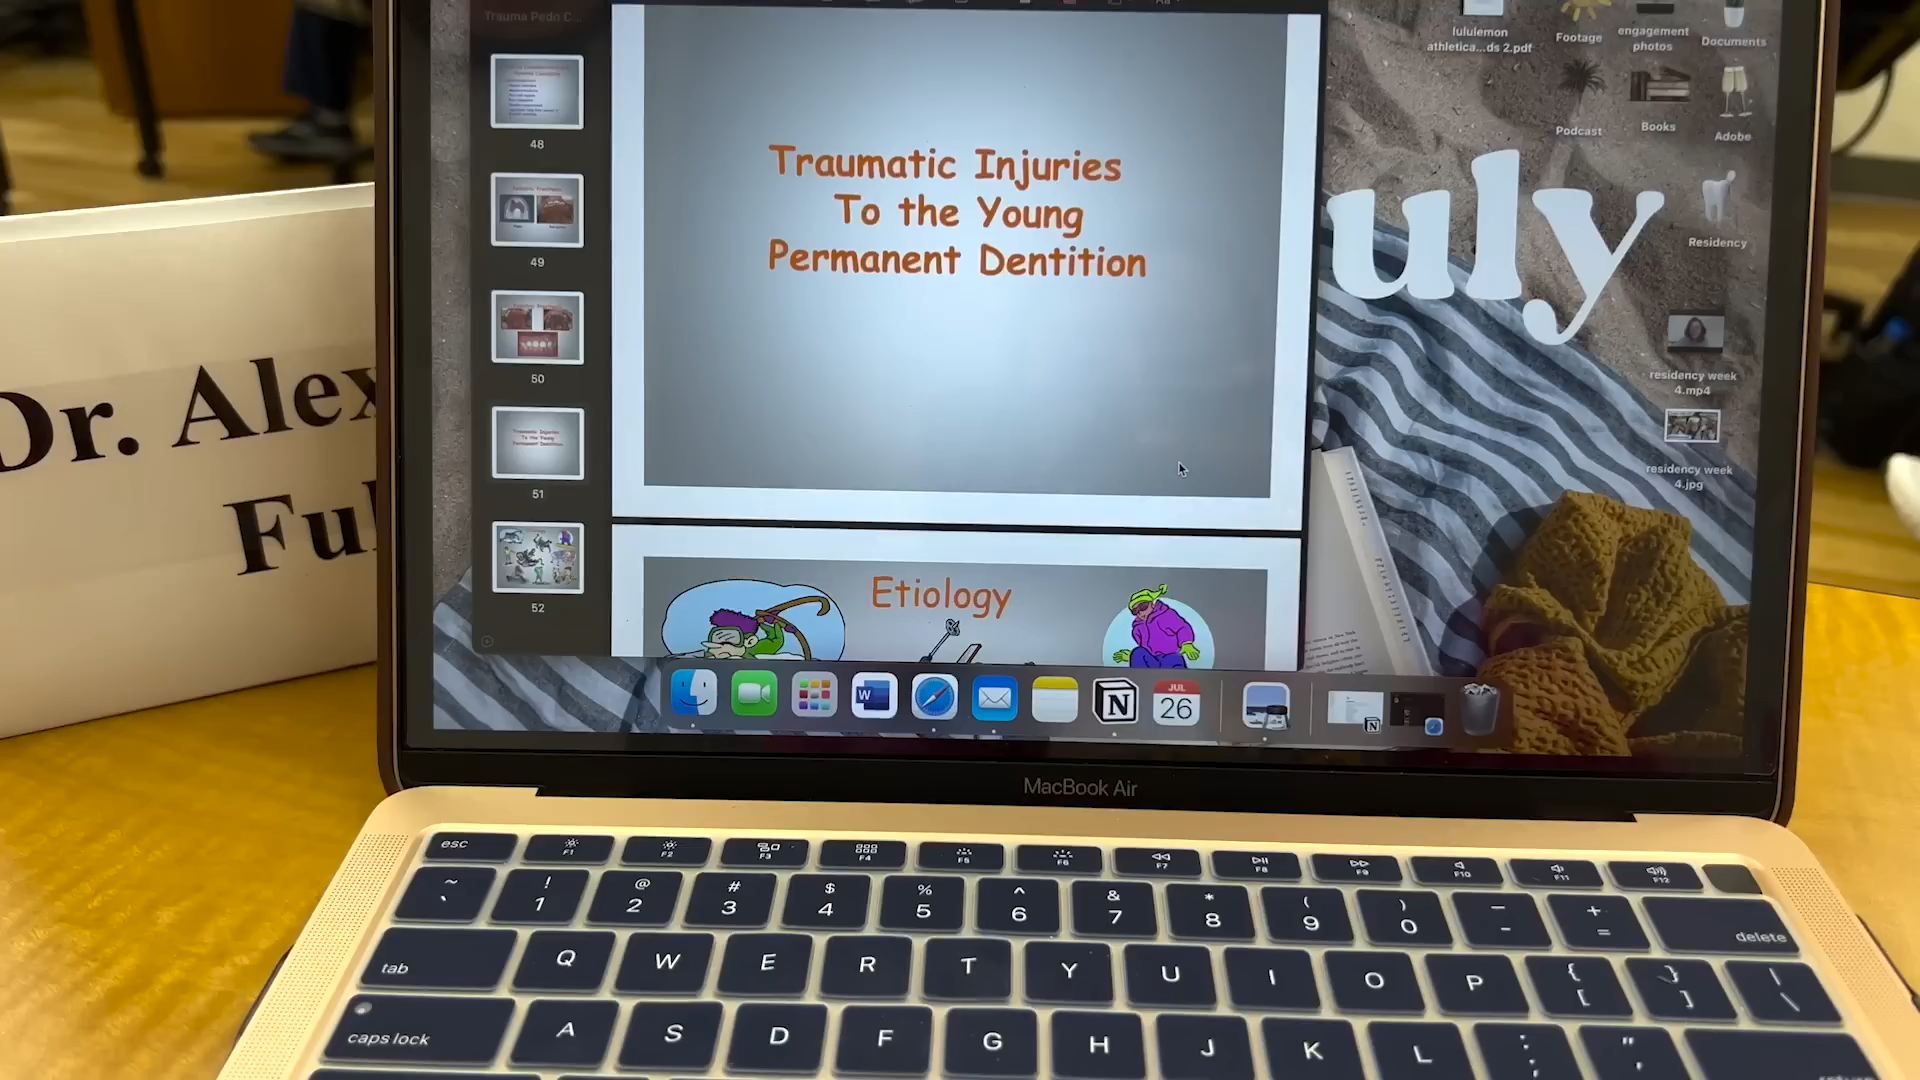 Trauma Pedo C...
48
49
50
51
52
Traumatic Injuries
To the Young
Permanent Dentition
Etiology
lululemon
athletica...ds 2.pdf
Footage
engagement
photos
Documents
Podcast
Books
Adobe
uly
Residency
residency week
4.mp4
residency week
4.jpg
Dr. Alex
Ful
W
N
JUL
26
MacBook Air
esc
F1
F2
F3
F4
F5
F6
F7
F8
F9
F10
F11
F12
~ ! @ # $ % ^ & * ( ) _ +
` 1 2 3 4 5 6 7 8 9 0 - =
delete
tab
Q W E R T Y U I O P { } |
[ ] \
caps lock
A S D F G H J K L : "
; ,
return